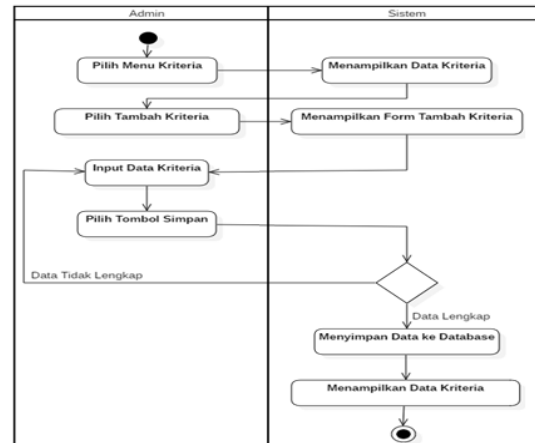 Admin
Sistem
Pilih Menu Kriteria
Menampilkan Data Kriteria
Pilih Tambah Kriteria
Menampilkan Form Tambah Kriteria
Input Data Kriteria
Pilih Tombol Simpan
Data Tidak Lengkap
Data Lengkap
Menyimpan Data ke Database
Menampilkan Data Kriteria